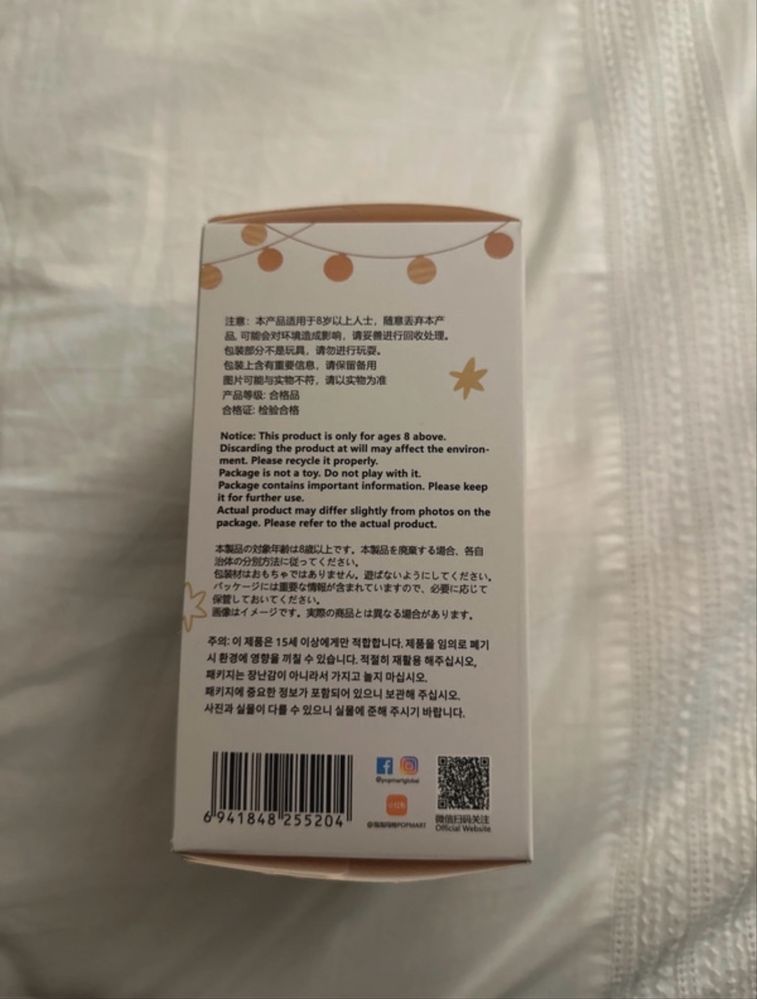 注意：本产品适用于8岁以上人士，随意丢弃本产
品, 可能会对环境造成影响，请妥善进行回收处理。
包装部分不是玩具，请勿进行玩耍。
包装上含有重要信息，请保留备用
图片可能与实物不符，请以实物为准
产品等级: 合格品
合格证: 检验合格
Notice: This product is only for ages 8 above.
Discarding the product at will may affect the environ-
ment. Please recycle it properly.
Package is not a toy. Do not play with it.
Package contains important information. Please keep
it for further use.
Actual product may differ slightly from photos on the
package. Please refer to the actual product.
本製品の対象年齢は8歳以上です。本製品を廃棄する場合、各自
治体の分別方法に従ってください。
包装材はおもちゃではありません。遊ばないようにしてください。
パッケージには重要な情報が含まれていますので、必要に応じて
保管しておいてください。
画像はイメージです。実際の商品とは異なる場合があります。
주의: 이 제품은 15세 이상에게만 적합합니다. 제품을 임의로 폐기
시 환경에 영향을 끼칠 수 있습니다. 적절히 재활용 해주십시오,
패키지는 장난감이 아니라서 가지고 놀지 마십시오.
패키지에 중요한 정보가 포함되어 있으니 보관해 주십시오.
사진과 실물이 다를 수 있으니 실물에 준해 주시기 바랍니다.
6 941848 255204
@popmartglobal
小红书
@泡泡玛特POPMART
微信扫码关注
Official Website